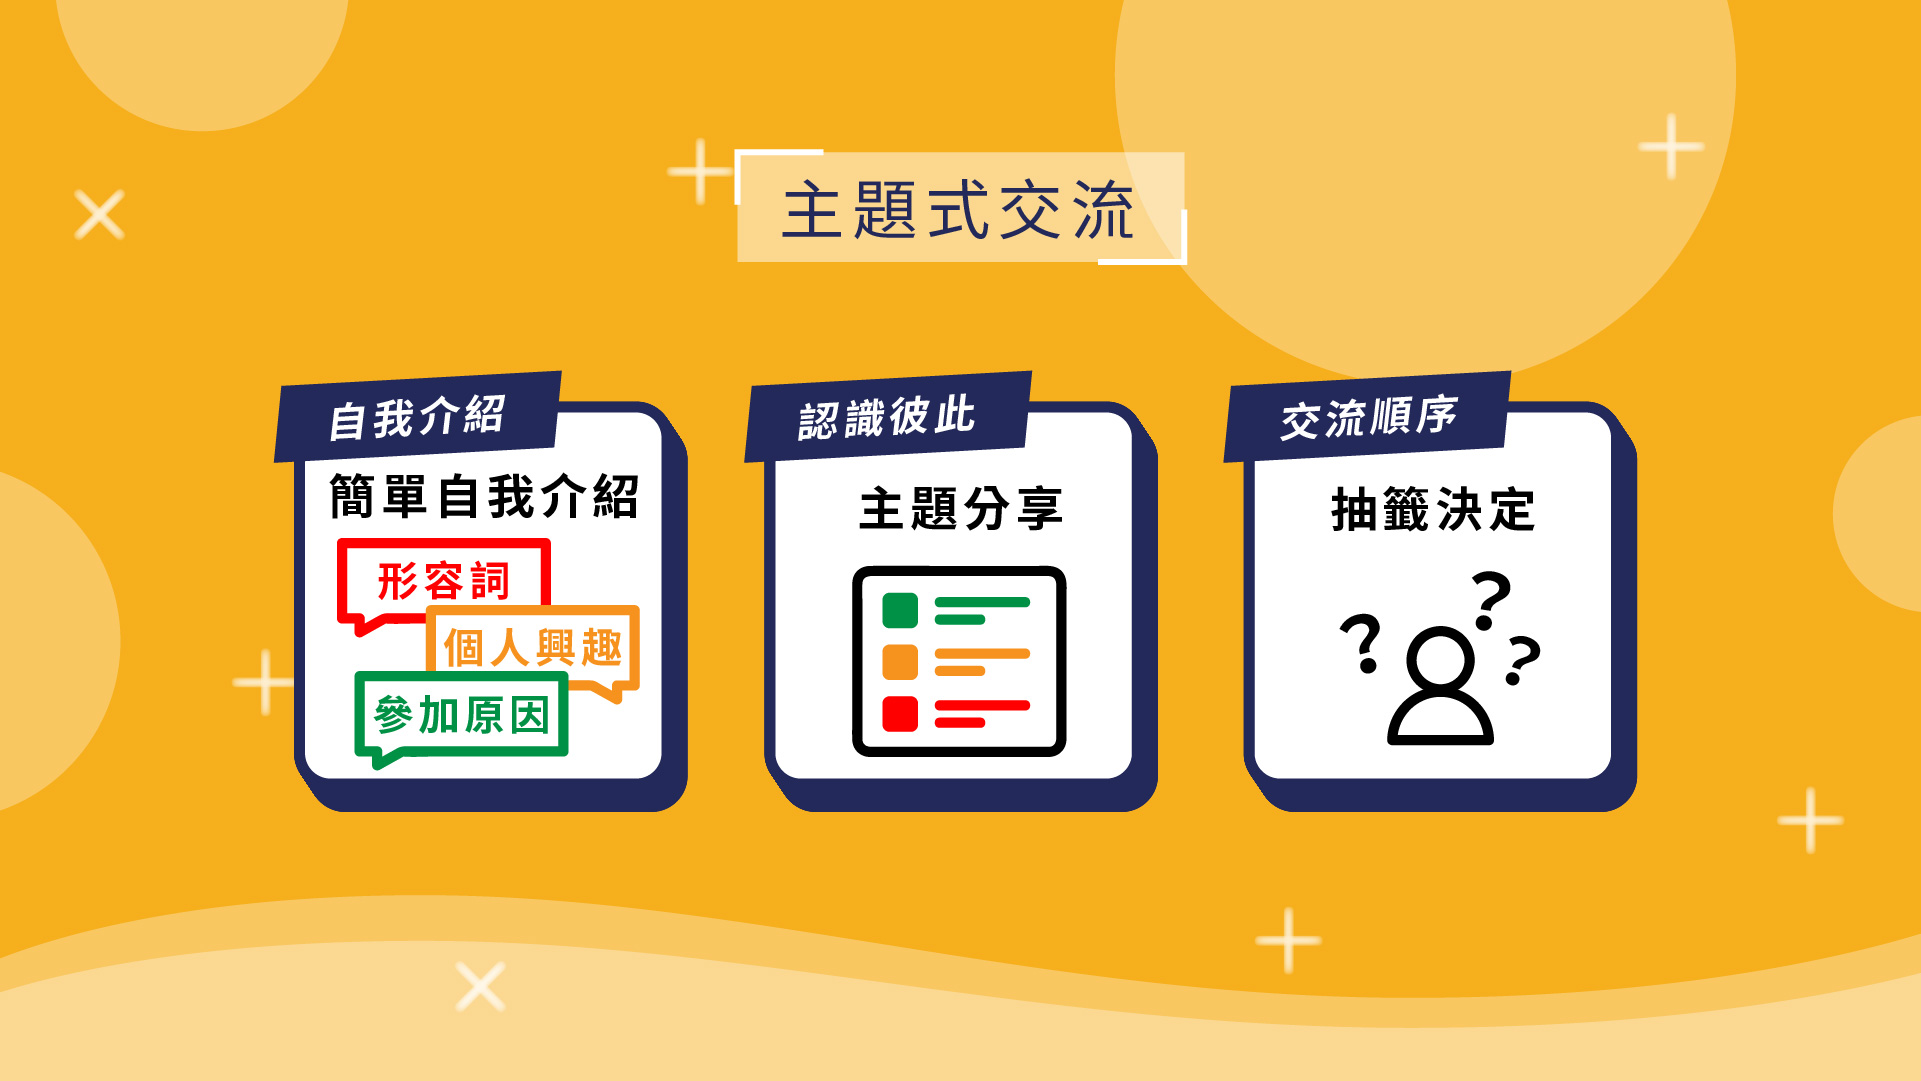 主題式交流
自我介紹
簡單自我介紹
形容詞
個人興趣
參加原因
認識彼此
主題分享
交流順序
抽籤決定
?
?
?